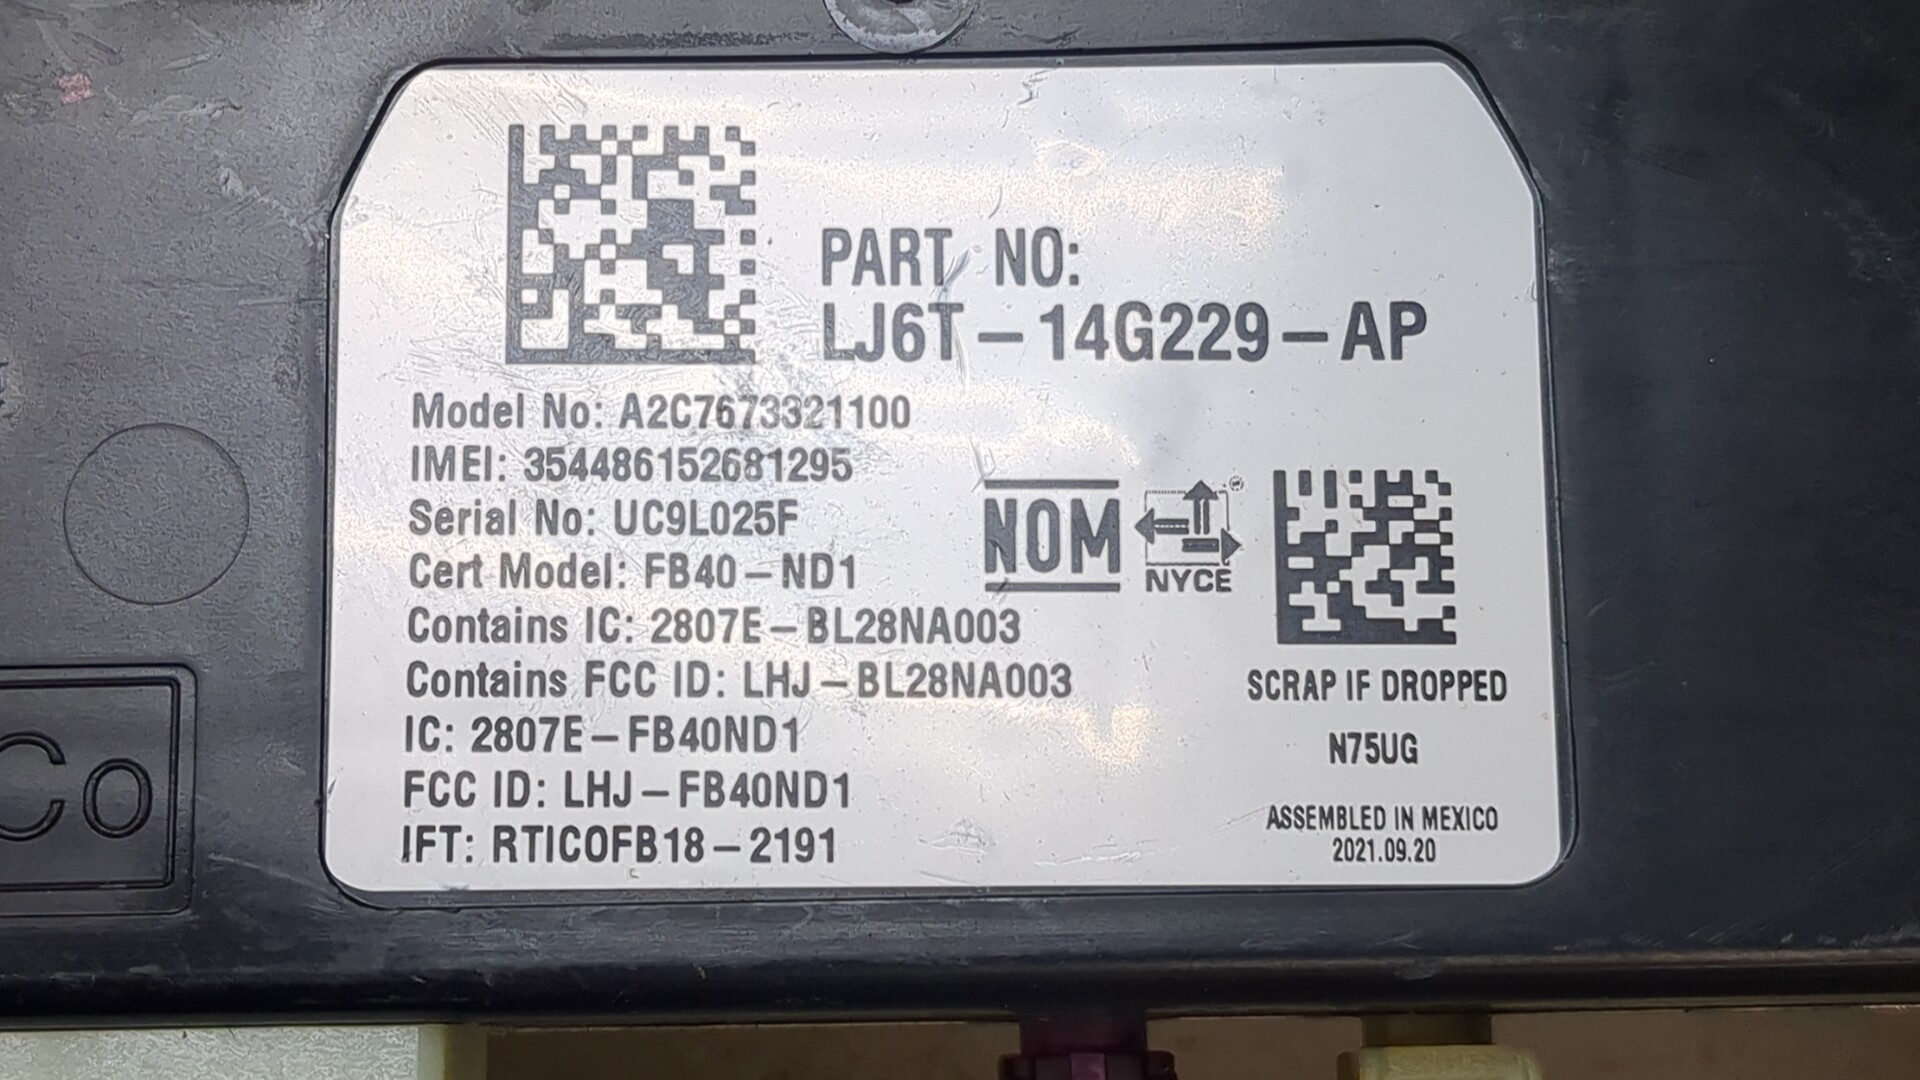 PART NO:
LJ6T-14G229-AP
Model No: A2C7673321100
IMEI: 354486152681295
Serial No: UC9L025F
Cert Model: FB40-ND1
Contains IC: 2807E-BL28NA003
Contains FCC ID: LHJ-BL28NA003
IC: 2807E-FB40ND1
FCC ID: LHJ-FB40ND1
IFT: RTICOFB18-2191
NOM
NYCE
SCRAP IF DROPPED
N75UG
ASSEMBLED IN MEXICO
2021.09.20
Co